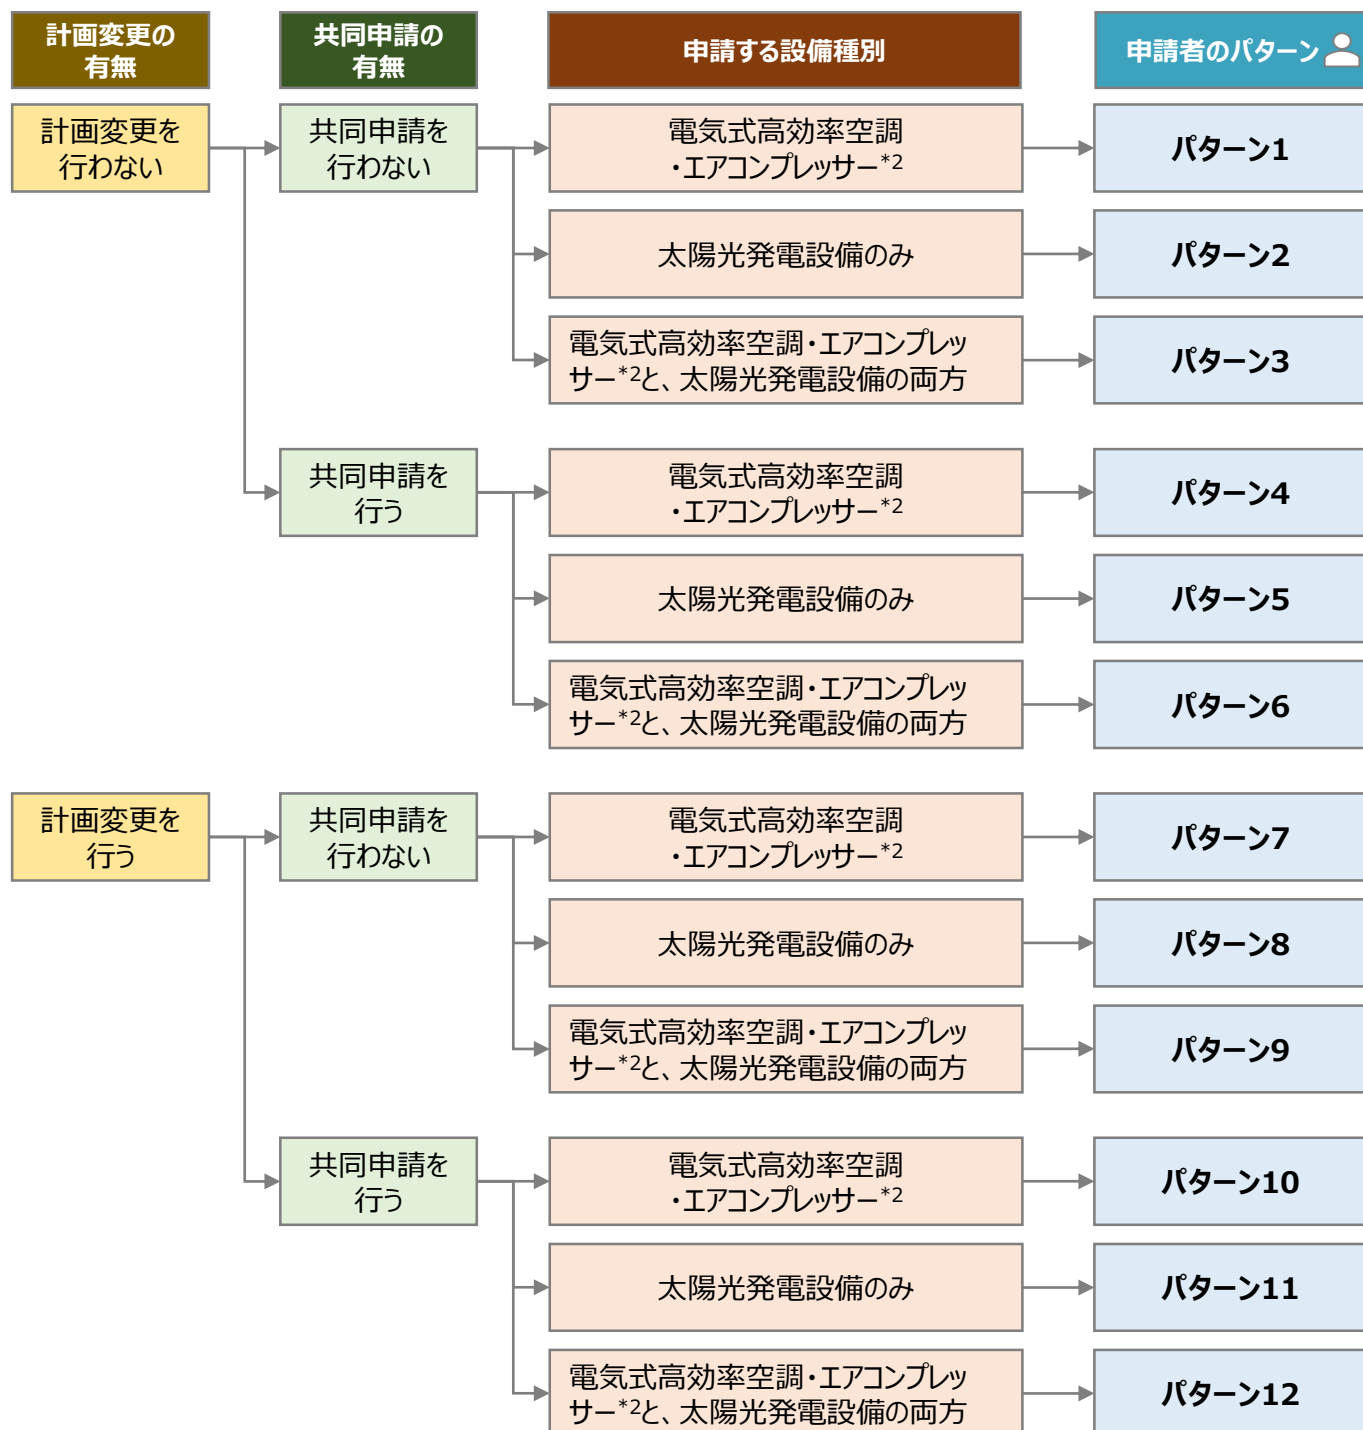 計画変更の
有無
共同申請の
有無
申請する設備種別
申請者のパターン
計画変更を
行わない
共同申請を
行わない
電気式高効率空調
・エアコンプレッサー*2
パターン1
太陽光発電設備のみ
パターン2
電気式高効率空調・エアコンプレッ
サー*2と、太陽光発電設備の両方
パターン3
共同申請を
行う
電気式高効率空調
・エアコンプレッサー*2
パターン4
太陽光発電設備のみ
パターン5
電気式高効率空調・エアコンプレッ
サー*2と、太陽光発電設備の両方
パターン6
計画変更を
行う
共同申請を
行わない
電気式高効率空調
・エアコンプレッサー*2
パターン7
太陽光発電設備のみ
パターン8
電気式高効率空調・エアコンプレッ
サー*2と、太陽光発電設備の両方
パターン9
共同申請を
行う
電気式高効率空調
・エアコンプレッサー*2
パターン10
太陽光発電設備のみ
パターン11
電気式高効率空調・エアコンプレッ
サー*2と、太陽光発電設備の両方
パターン12